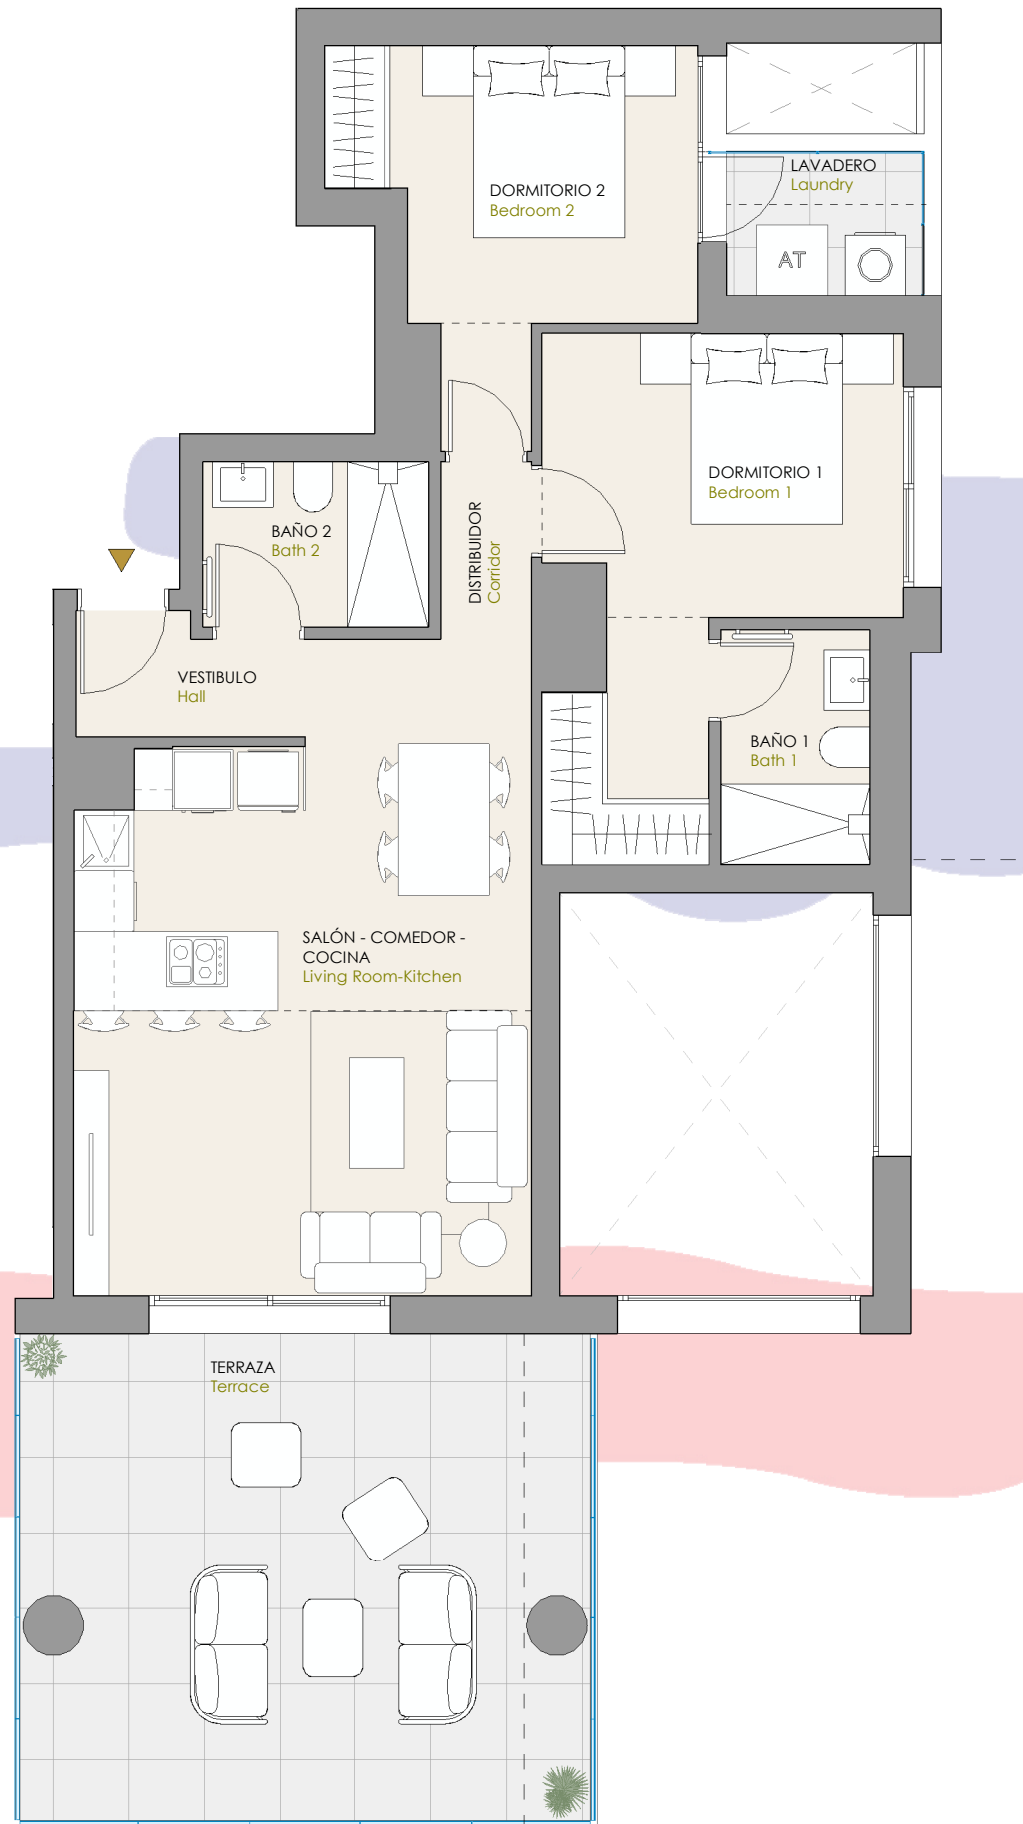 LAVADERO
Laundry
DORMITORIO 2
Bedroom 2
AT
DORMITORIO 1
Bedroom 1
DISTRIBUIDOR
Corridor
BAÑO 2
Bath 2
VESTIBULO
Hall
BAÑO 1
Bath 1
SALÓN - COMEDOR -
COCINA
Living Room-Kitchen
TERRAZA
Terrace